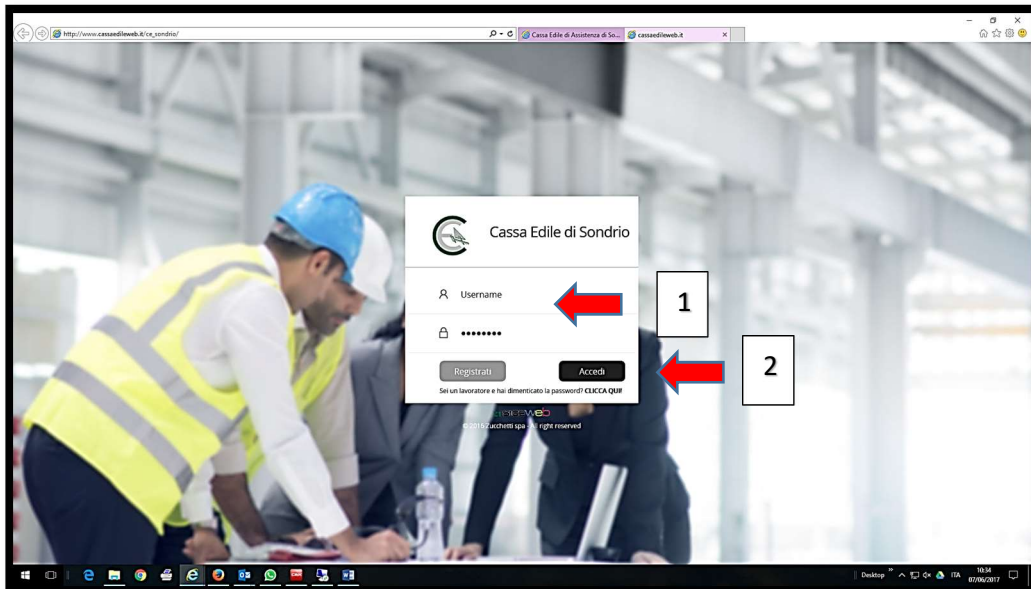 http://www.cassaedileweb.it/ce_sondrio/
Cassa Edile di Assistenza di So...
cassaedileweb.it
Cassa Edile di Sondrio
Username
1
Registrati
Accedi
2
Sei un lavoratore e hai dimenticato la password? CLICCA QUI!
© 2016 Zucchetti spa - All right reserved
Desktop
ITA
10:34
07/06/2017